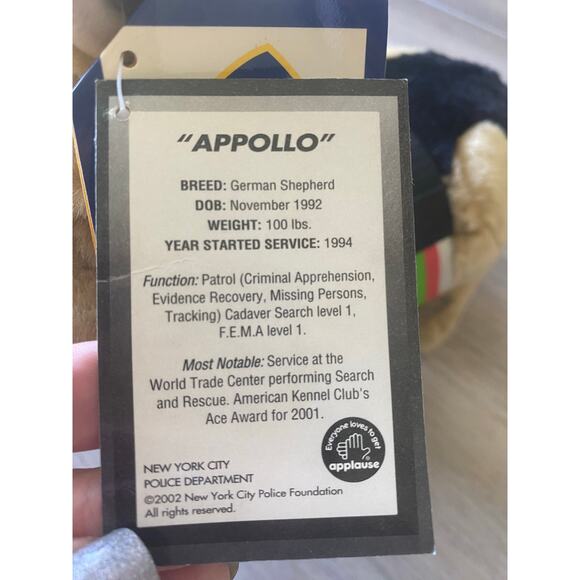 "APPOLLO"
BREED: German Shepherd
DOB: November 1992
WEIGHT: 100 lbs.
YEAR STARTED SERVICE: 1994
Function: Patrol (Criminal Apprehension,
Evidence Recovery, Missing Persons,
Tracking) Cadaver Search level 1,
F.E.M.A level 1.
Most Notable: Service at the
World Trade Center performing Search
and Rescue. American Kennel Club's
Ace Award for 2001.
Everyone loves to get
applause®
NEW YORK CITY
POLICE DEPARTMENT
©2002 New York City Police Foundation
All rights reserved.